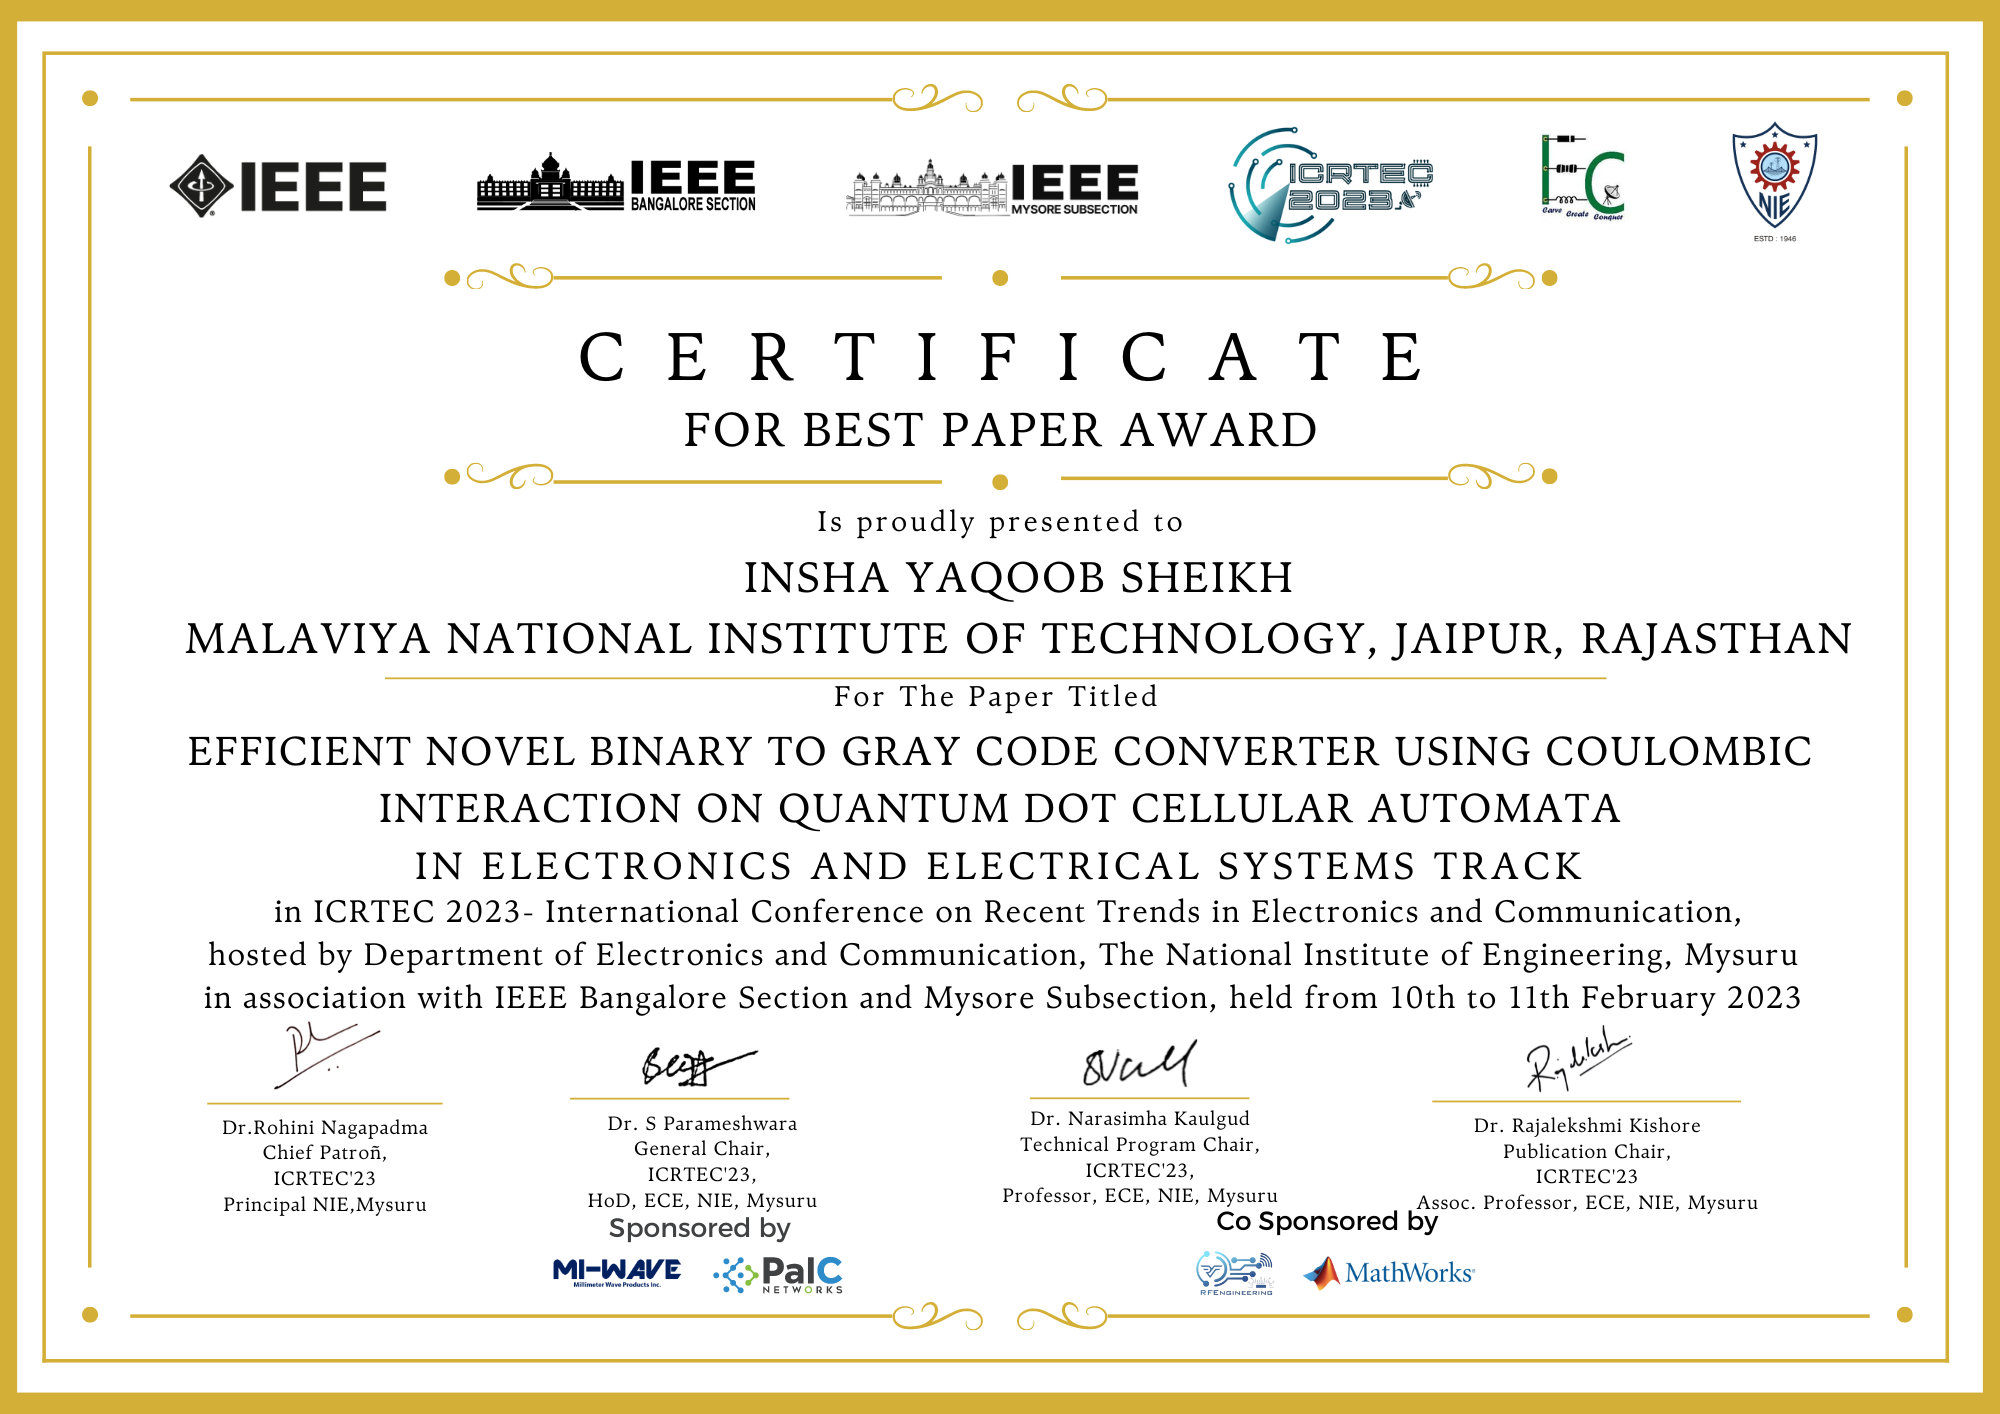 IEEE
IEEE
BANGALORE SECTION
IEEE
MYSORE SUBSECTION
ICRTEC
2023
EC
Carve Create Conquer
NIE
ESTD : 1946
CERTIFICATE
FOR BEST PAPER AWARD
Is proudly presented to
INSHA YAQOOB SHEIKH
MALAVIYA NATIONAL INSTITUTE OF TECHNOLOGY, JAIPUR, RAJASTHAN
For The Paper Titled
EFFICIENT NOVEL BINARY TO GRAY CODE CONVERTER USING COULOMBIC
INTERACTION ON QUANTUM DOT CELLULAR AUTOMATA
IN ELECTRONICS AND ELECTRICAL SYSTEMS TRACK
in ICRTEC 2023- International Conference on Recent Trends in Electronics and Communication,
hosted by Department of Electronics and Communication, The National Institute of Engineering, Mysuru
in association with IEEE Bangalore Section and Mysore Subsection, held from 10th to 11th February 2023
Dr.Rohini Nagapadma
Chief Patroñ,
ICRTEC'23
Principal NIE,Mysuru
Dr. S Parameshwara
General Chair,
ICRTEC'23,
HoD, ECE, NIE, Mysuru
Dr. Narasimha Kaulgud
Technical Program Chair,
ICRTEC'23,
Professor, ECE, NIE, Mysuru
Dr. Rajalekshmi Kishore
Publication Chair,
ICRTEC'23
Assoc. Professor, ECE, NIE, Mysuru
Sponsored by
MI-WAVE
Millimeter Wave Products Inc.
PalC
NETWORKS
Co Sponsored by
RFENGINEERING
MathWorks®